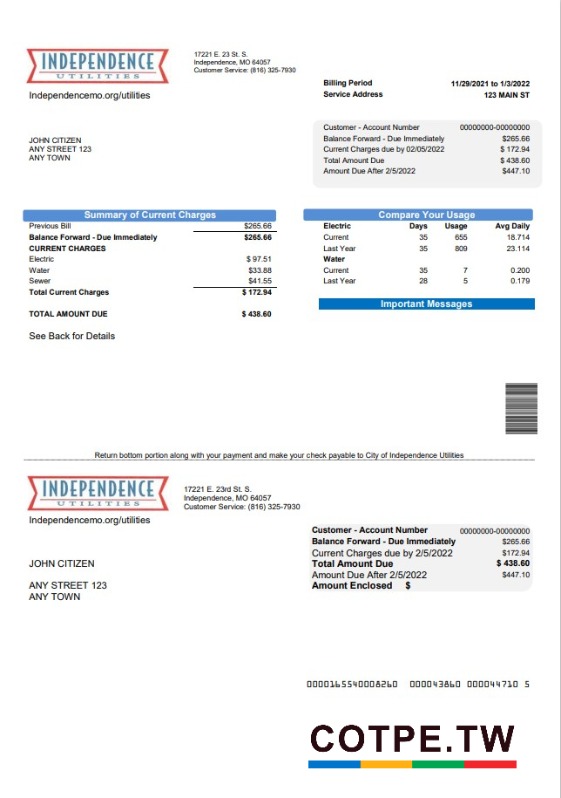 INDEPENDENCE
UTILITIES
Independencemo.org/utilities
17221 E. 23 St. S.
Independence, MO 64057
Customer Service: (816) 325-7930
Billing Period 11/29/2021 to 1/3/2022
Service Address 123 MAIN ST
JOHN CITIZEN
ANY STREET 123
ANY TOWN
Customer - Account Number 00000000-00000000
Balance Forward - Due Immediately $265.66
Current Charges due by 02/05/2022 $ 172.94
Total Amount Due $ 438.60
Amount Due After 2/5/2022 $447.10
Summary of Current Charges
Previous Bill $265.66
Balance Forward - Due Immediately $265.66
CURRENT CHARGES
Electric $ 97.51
Water $33.88
Sewer $41.55
Total Current Charges $ 172.94
TOTAL AMOUNT DUE $ 438.60
See Back for Details
Compare Your Usage
Electric Days Usage Avg Daily
Current 35 655 18.714
Last Year 35 809 23.114
Water
Current 35 7 0.200
Last Year 28 5 0.179
Important Messages
Return bottom portion along with your payment and make your check payable to City of Independence Utilities
INDEPENDENCE
UTILITIES
Independencemo.org/utilities
17221 E. 23rd St. S.
Independence, MO 64057
Customer Service: (816) 325-7930
JOHN CITIZEN
ANY STREET 123
ANY TOWN
Customer - Account Number 00000000-00000000
Balance Forward - Due Immediately $265.66
Current Charges due by 2/5/2022 $172.94
Total Amount Due $ 438.60
Amount Due After 2/5/2022 $447.10
Amount Enclosed $
0000165540008260 000043860 000044710 5
COTPE.TW